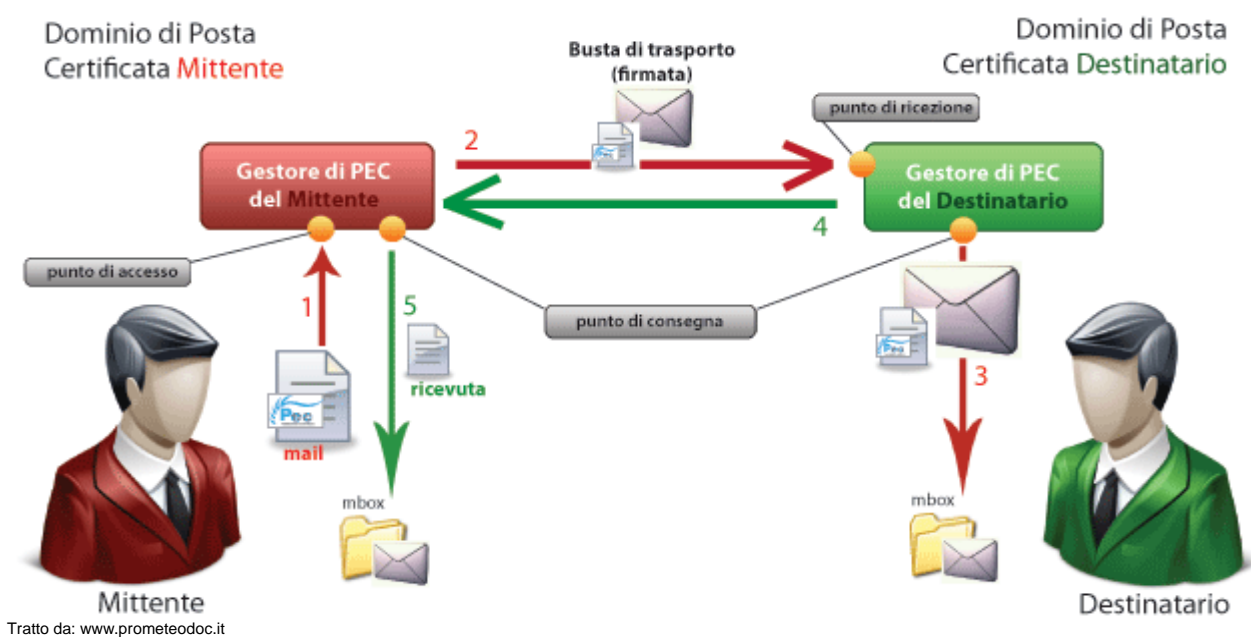 Dominio di Posta
Certificata Mittente
Dominio di Posta
Certificata Destinatario
Busta di trasporto
(firmata)
punto di ricezione
2
Pec
Gestore di PEC
del Mittente
Gestore di PEC
del Destinatario
4
punto di accesso
1
5
punto di consegna
Pec
3
ricevuta
Pec
mail
mbox
mbox
Mittente
Destinatario
Tratto da: www.prometeodoc.it